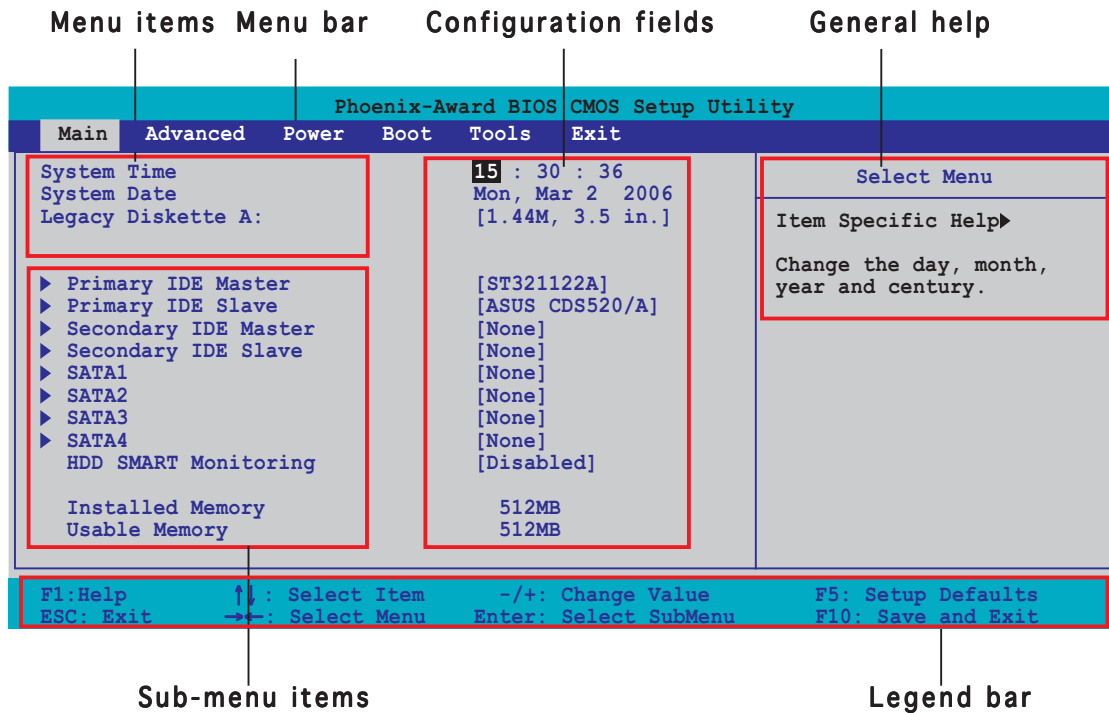 Menu items Menu bar Configuration fields General help
Phoenix-Award BIOS CMOS Setup Utility
Main Advanced Power Boot Tools Exit
System Time 15 : 30 : 36
System Date Mon, Mar 2 2006
Legacy Diskette A: [1.44M, 3.5 in.]
Select Menu
Item Specific Help▶
Change the day, month,
year and century.
▶ Primary IDE Master [ST321122A]
▶ Primary IDE Slave [ASUS CDS520/A]
▶ Secondary IDE Master [None]
▶ Secondary IDE Slave [None]
▶ SATA1 [None]
▶ SATA2 [None]
▶ SATA3 [None]
▶ SATA4 [None]
HDD SMART Monitoring [Disabled]
Installed Memory 512MB
Usable Memory 512MB
F1:Help ↑↓: Select Item -/+: Change Value F5: Setup Defaults
ESC: Exit →←: Select Menu Enter: Select SubMenu F10: Save and Exit
Sub-menu items Legend bar